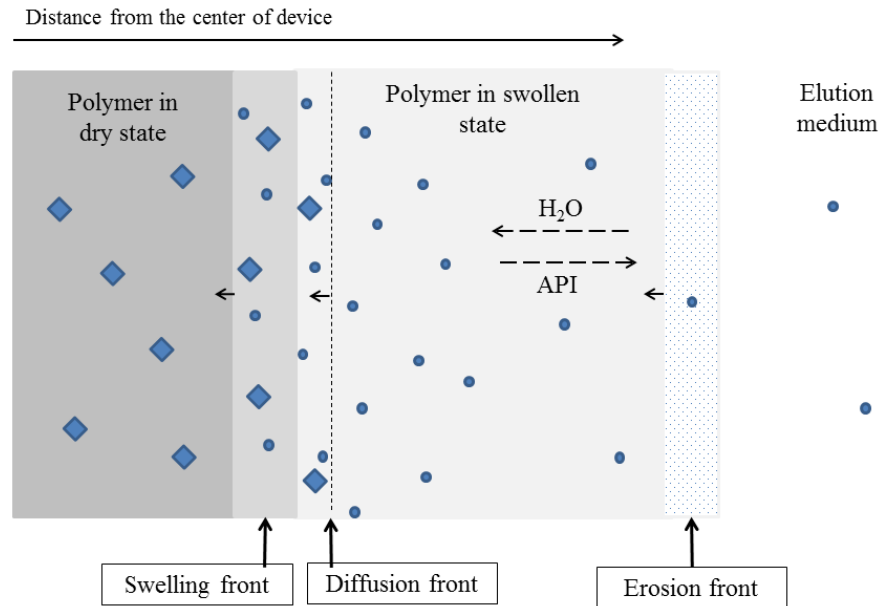 Distance from the center of device
Polymer in
dry state
Polymer in swollen
state
Elution
medium
H₂O
API
Swelling front
Diffusion front
Erosion front